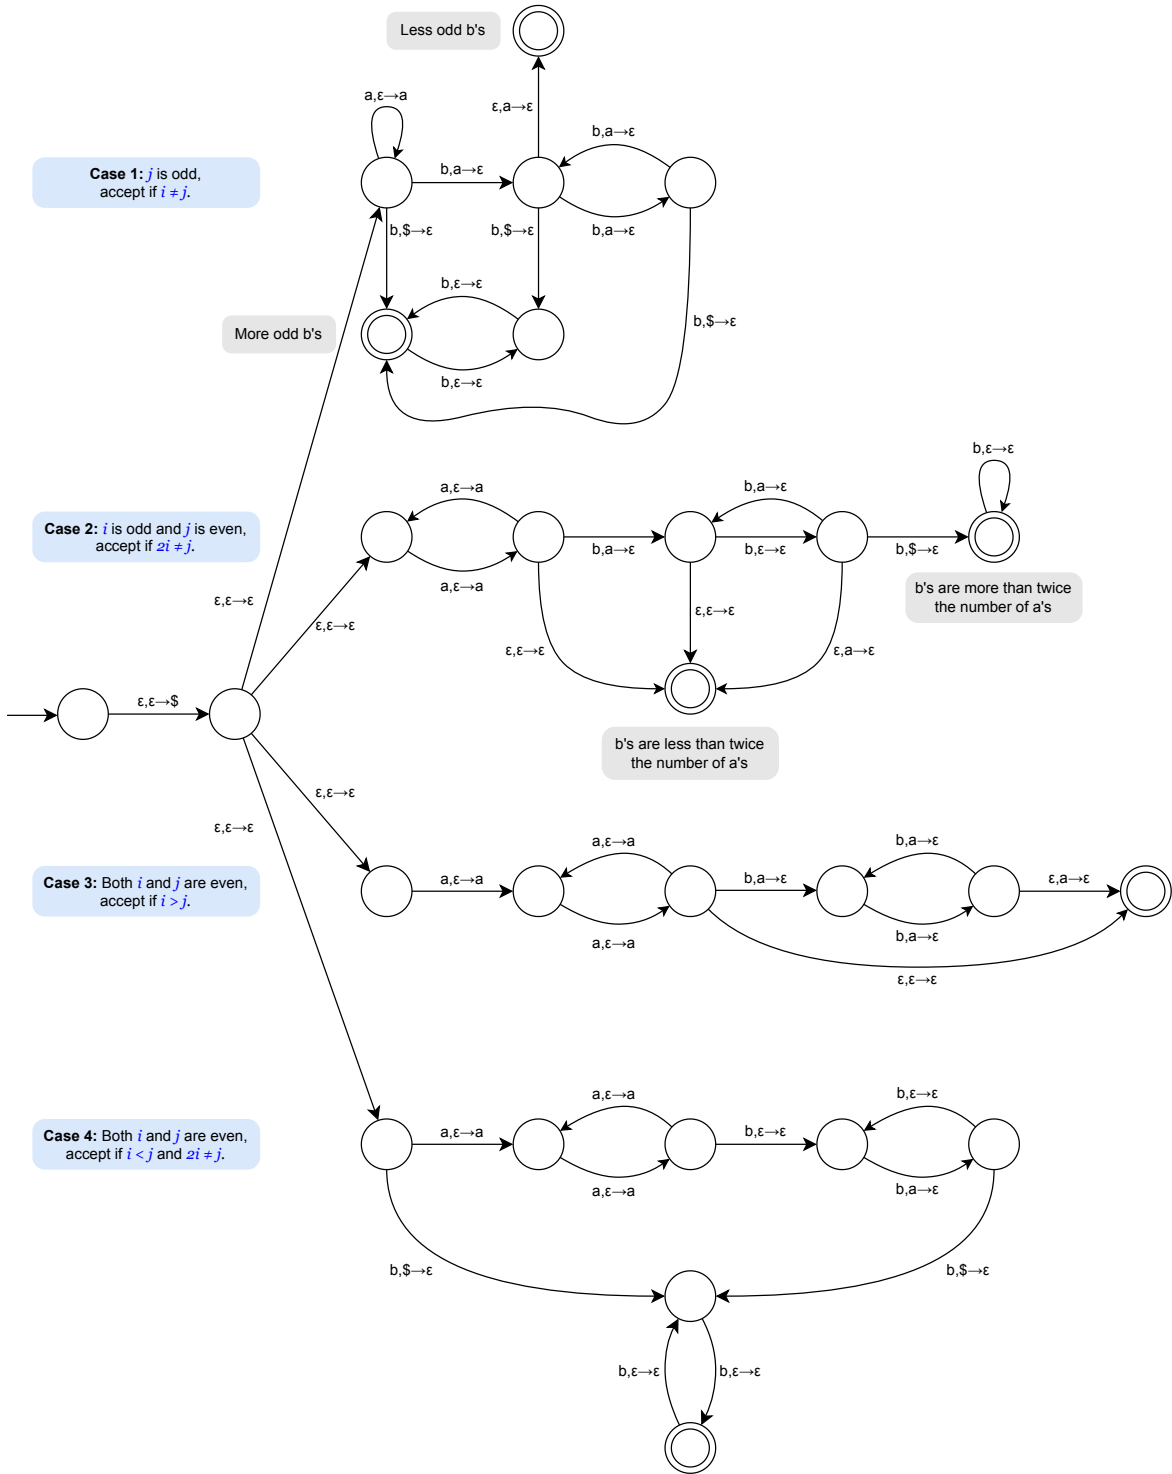 Less odd b's
a,ε→a
ε,a→ε
b,a→ε
Case 1: j is odd,
accept if i ≠ j.
b,a→ε
b,$→ε
b,$→ε
b,a→ε
b,ε→ε
More odd b's
b,$→ε
b,ε→ε
b,ε→ε
a,ε→a
b,a→ε
Case 2: i is odd and j is even,
accept if 2i ≠ j.
b,a→ε
b,ε→ε
b,$→ε
a,ε→a
b's are more than twice
the number of a's
ε,ε→ε
ε,ε→ε
ε,ε→ε
ε,ε→ε
ε,a→ε
ε,ε→$
b's are less than twice
the number of a's
ε,ε→ε
ε,ε→ε
a,ε→a
b,a→ε
Case 3: Both i and j are even,
accept if i > j.
a,ε→a
b,a→ε
ε,a→ε
a,ε→a
b,a→ε
ε,ε→ε
a,ε→a
b,ε→ε
Case 4: Both i and j are even,
accept if i < j and 2i ≠ j.
a,ε→a
b,ε→ε
a,ε→a
b,a→ε
b,$→ε
b,$→ε
b,ε→ε
b,ε→ε